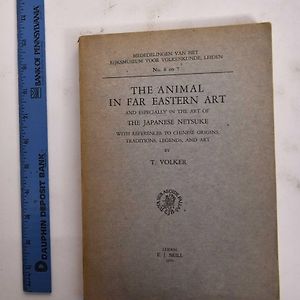 BANK OF PENNSYLVANIA
DAUPHIN DEPOSIT BANK
MEDEDELINGEN VAN HET
RIJKSMUSEUM VOOR VOLKENKUNDE, LEIDEN
No. 6 en 7
THE ANIMAL
IN FAR EASTERN ART
AND ESPECIALLY IN THE ART OF
THE JAPANESE NETSUKE
WITH REFERENCES TO CHINESE ORIGINS,
TRADITIONS, LEGENDS, AND ART
BY
T. VOLKER
LEIDEN
E. J. BRILL